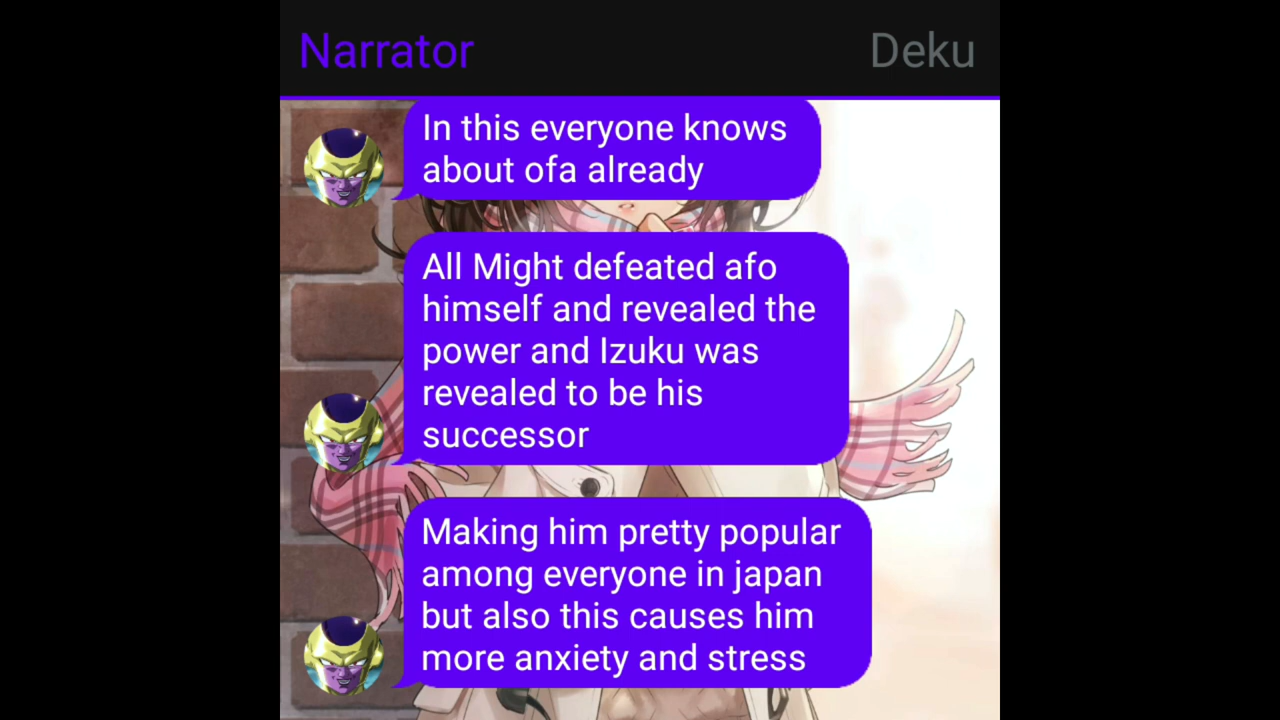 Narrator
Deku
In this everyone knows
about ofa already
All Might defeated afo
himself and revealed the
power and Izuku was
revealed to be his
successor
Making him pretty popular
among everyone in japan
but also this causes him
more anxiety and stress